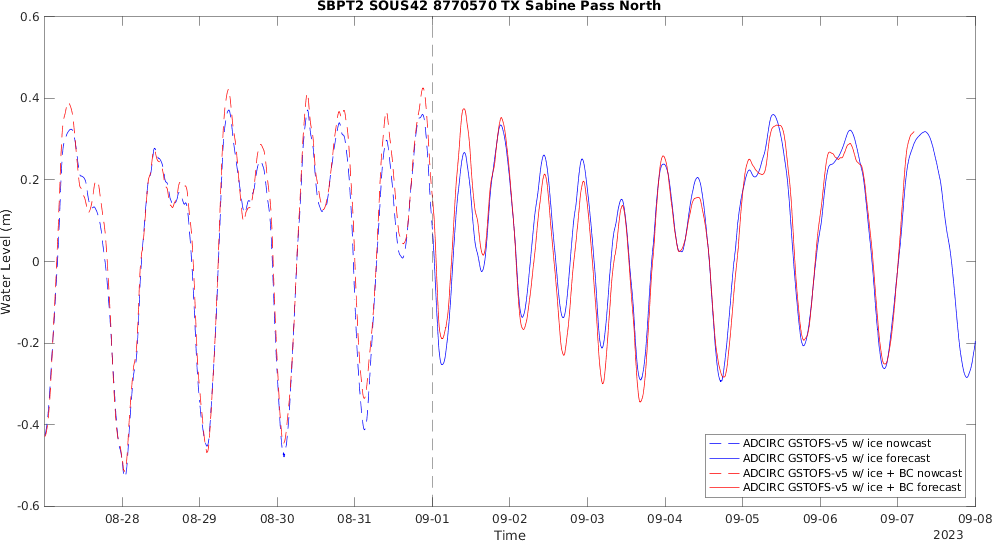 SBPT2 SOUS42 8770570 TX Sabine Pass North
0.6
0.4
0.2
0
-0.2
-0.4
-0.6
Water Level (m)
08-28
08-29
08-30
08-31
09-01
09-02
09-03
09-04
09-05
09-06
09-07
09-08
Time
2023
ADCIRC GSTOFS-v5 w/ ice nowcast
ADCIRC GSTOFS-v5 w/ ice forecast
ADCIRC GSTOFS-v5 w/ ice + BC nowcast
ADCIRC GSTOFS-v5 w/ ice + BC forecast